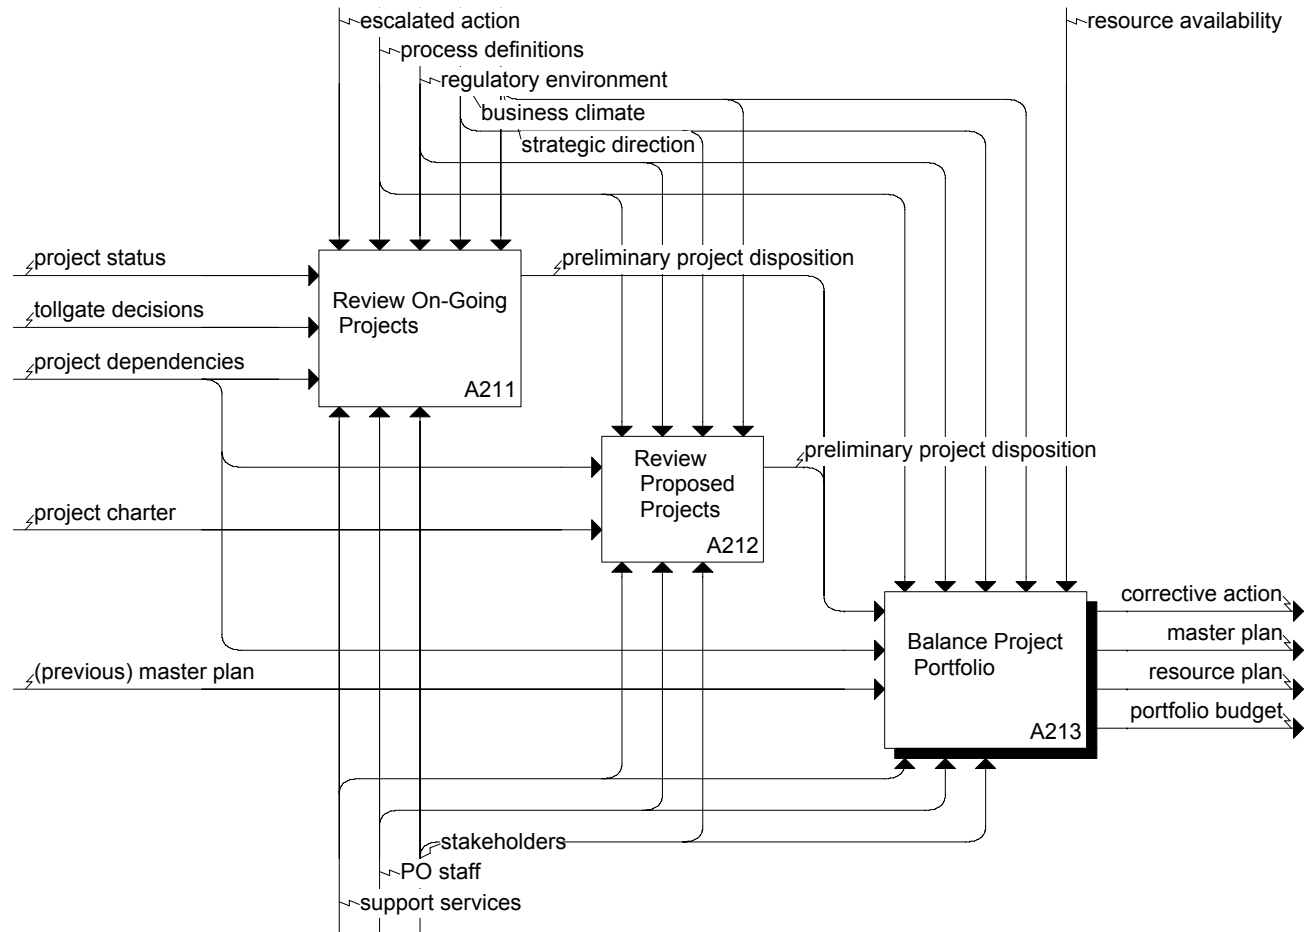 escalated action
resource availability
process definitions
regulatory environment
business climate
strategic direction
project status
preliminary project disposition
Review On-Going
Projects
tollgate decisions
project dependencies
A211
preliminary project disposition
Review
Proposed
Projects
project charter
A212
corrective action
Balance Project
Portfolio
master plan
(previous) master plan
resource plan
portfolio budget
A213
stakeholders
PO staff
support services